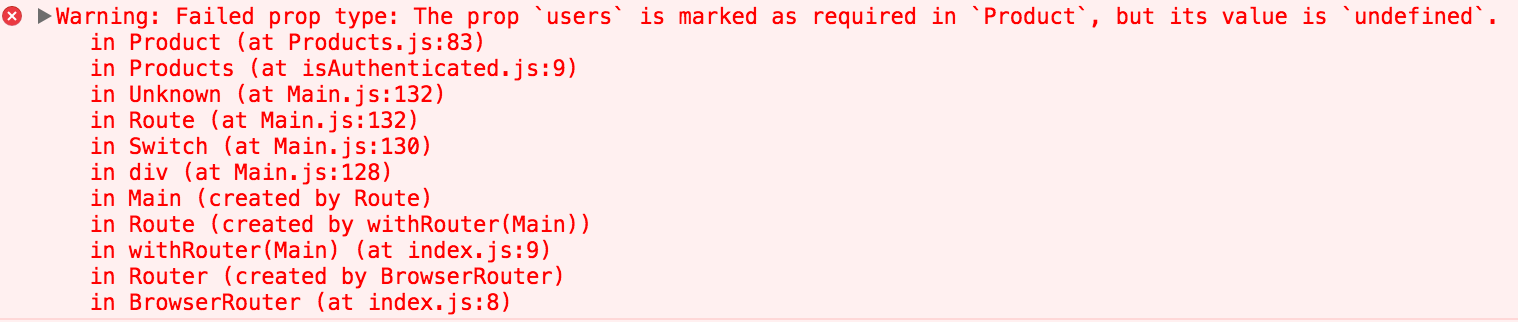 Warning: Failed prop type: The prop `users` is marked as required in `Product`, but its value is `undefined`.
in Product (at Products.js:83)
in Products (at isAuthenticated.js:9)
in Unknown (at Main.js:132)
in Route (at Main.js:132)
in Switch (at Main.js:130)
in div (at Main.js:128)
in Main (created by Route)
in Route (created by withRouter(Main))
in withRouter(Main) (at index.js:9)
in Router (created by BrowserRouter)
in BrowserRouter (at index.js:8)